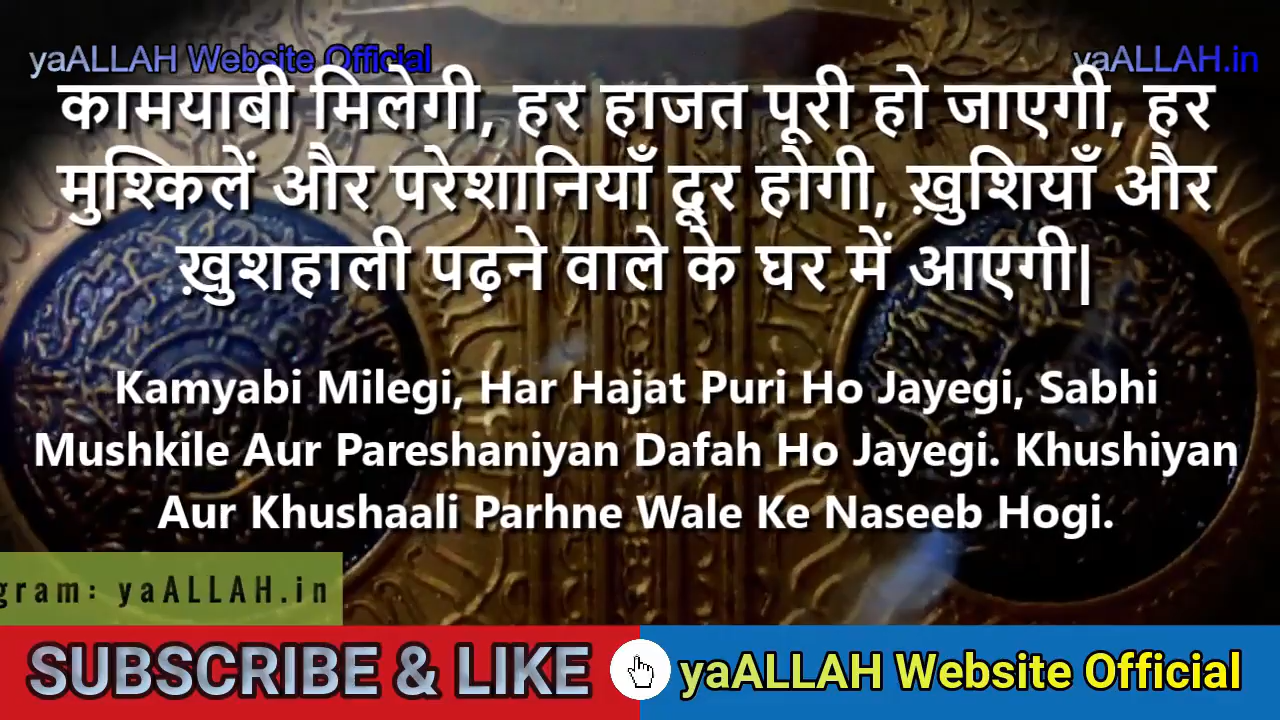 yaALLAH Website Official
yaALLAH.in
कामयाबी मिलेगी, हर हाजत पूरी हो जाएगी, हर
मुश्किलें और परेशानियाँ दूर होगी, ख़ुशियाँ और
ख़ुशहाली पढ़ने वाले के घर में आएगी|
Kamyabi Milegi, Har Hajat Puri Ho Jayegi, Sabhi
Mushkile Aur Pareshaniyan Dafah Ho Jayegi. Khushiyan
Aur Khushaali Parhne Wale Ke Naseeb Hogi.
gram: yaALLAH.in
SUBSCRIBE & LIKE
yaALLAH Website Official